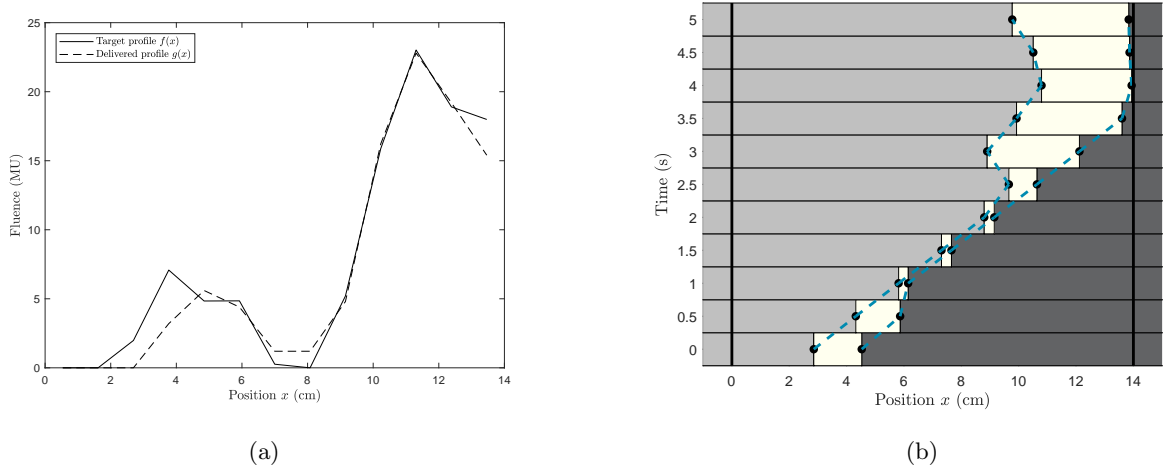 25
20
15
10
5
0
Fluence (MU)
Target profile f(x)
Delivered profile g(x)
0 2 4 6 8 10 12 14
Position x (cm)
(a)
5
4.5
4
3.5
3
2.5
2
1.5
1
0.5
0
Time (s)
0 2 4 6 8 10 12 14
Position x (cm)
(b)